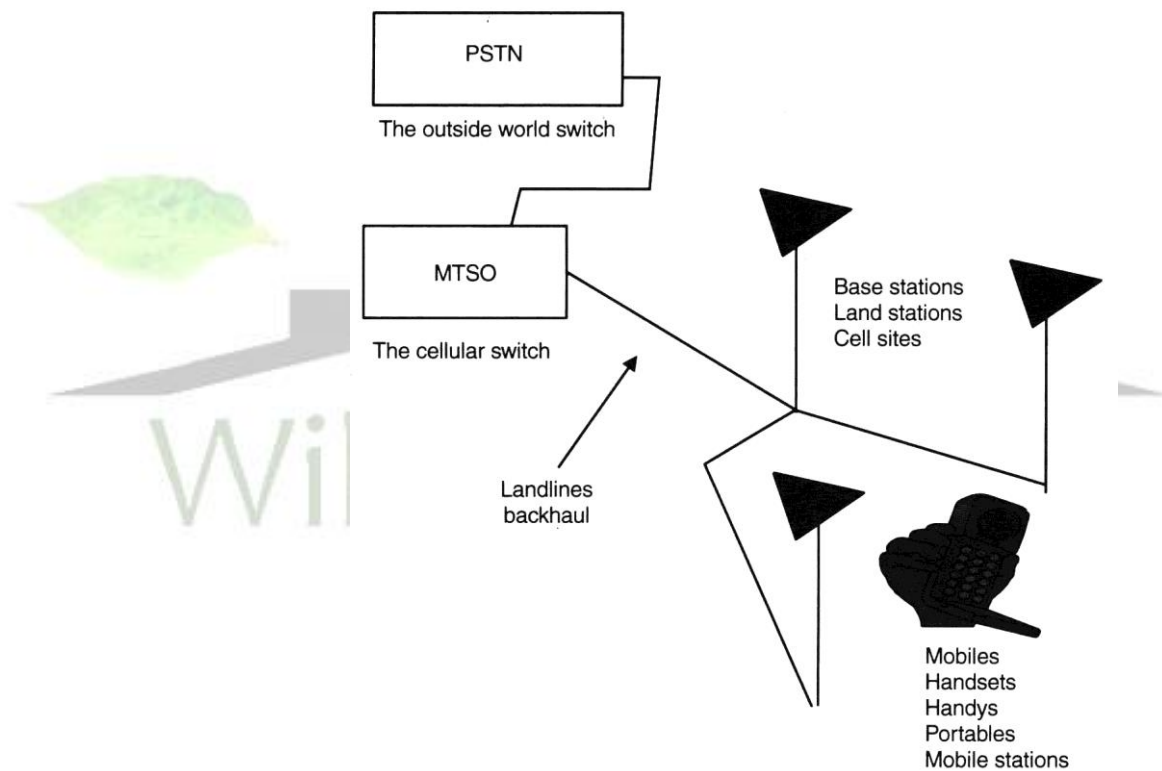 PSTN
The outside world switch
MTSO
The cellular switch
Base stations
Land stations
Cell sites
Landlines
backhaul
Mobiles
Handsets
Handys
Portables
Mobile stations